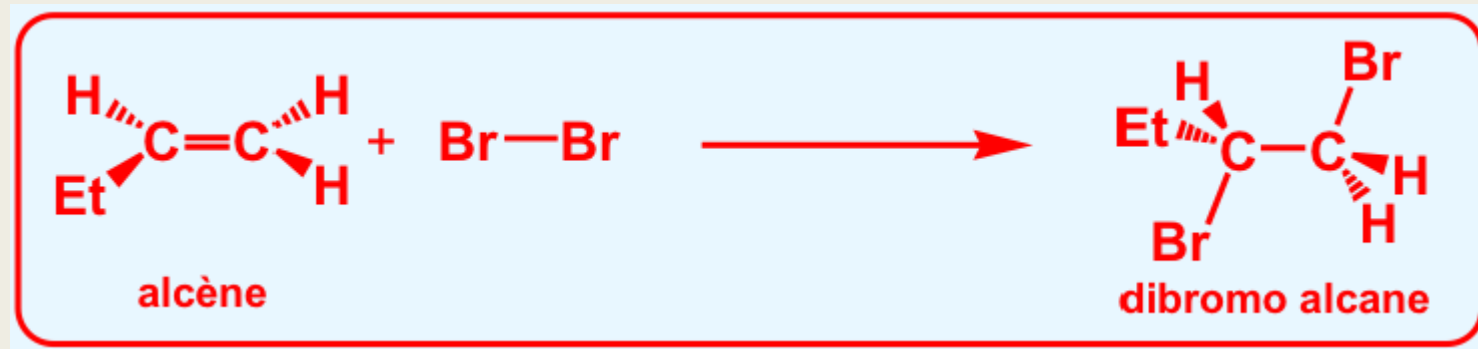 H H Et C=C H + Br—Br
H Br Et C—C H H Br
alcène
dibromo alcane